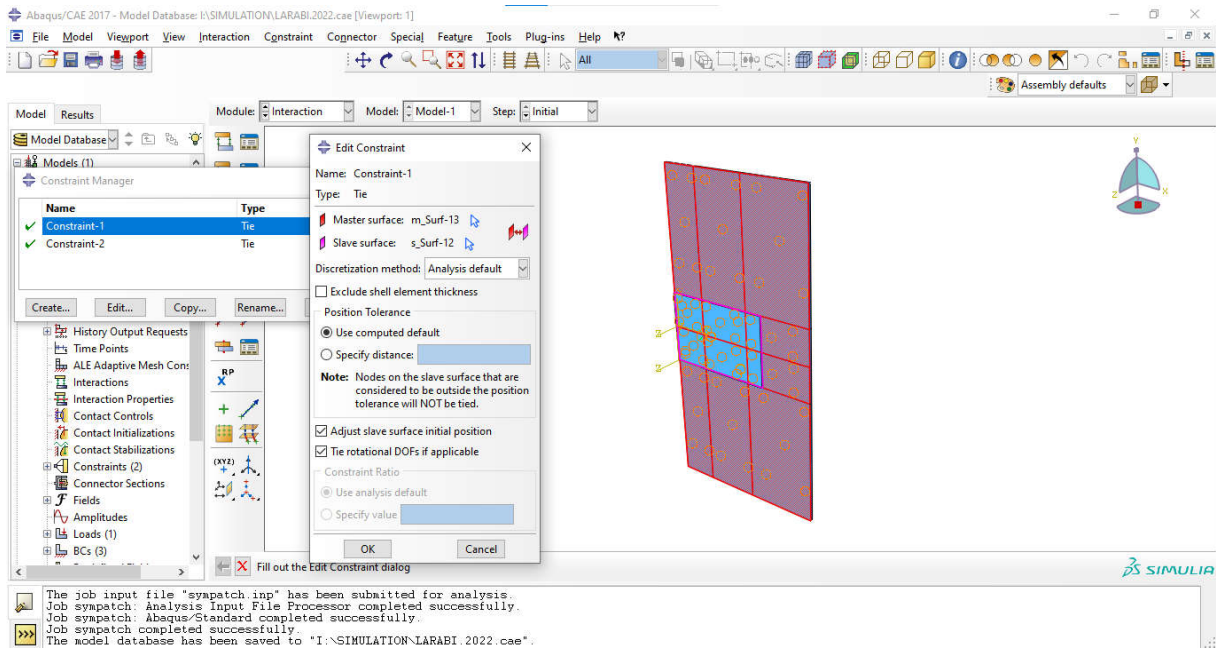 Abaqus/CAE 2017 - Model Database: I:\SIMULATION\LARABI.2022.cae [Viewport: 1]
File Model Viewport View Interaction Constraint Connector Special Feature Tools Plug-ins Help
All
Assembly defaults
Model Results
Module: Interaction Model: Model-1 Step: Initial
Model Database
Models (1)
Constraint Manager
Name Type
Constraint-1 Tie
Constraint-2 Tie
Create... Edit... Copy... Rename...
History Output Requests
Time Points
ALE Adaptive Mesh Cons
Interactions
Interaction Properties
Contact Controls
Contact Initializations
Contact Stabilizations
Constraints (2)
Connector Sections
Fields
Amplitudes
Loads (1)
BCs (3)
RP
(XYZ)
Edit Constraint
Name: Constraint-1
Type: Tie
Master surface: m_Surf-13
Slave surface: s_Surf-12
Discretization method: Analysis default
Exclude shell element thickness
Position Tolerance
Use computed default
Specify distance:
Note: Nodes on the slave surface that are
considered to be outside the position
tolerance will NOT be tied.
Adjust slave surface initial position
Tie rotational DOFs if applicable
Constraint Ratio
Use analysis default
Specify value
OK Cancel
Y
Z X
Z
Z
Fill out the Edit Constraint dialog
SIMULIA
The job input file "sympatch.inp" has been submitted for analysis.
Job sympatch: Analysis Input File Processor completed successfully.
Job sympatch: Abaqus/Standard completed successfully.
Job sympatch completed successfully.
The model database has been saved to "I:\SIMULATION\LARABI.2022.cae".